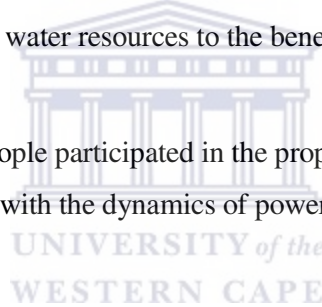 water resources to the bene
ople participated in the prop
with the dynamics of power
UNIVERSITY of the
WESTERN CAPE